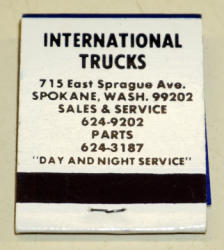 INTERNATIONAL
TRUCKS
715 East Sprague Ave.
SPOKANE, WASH. 99202
SALES & SERVICE
624-9202
PARTS
624-3187
"DAY AND NIGHT SERVICE"